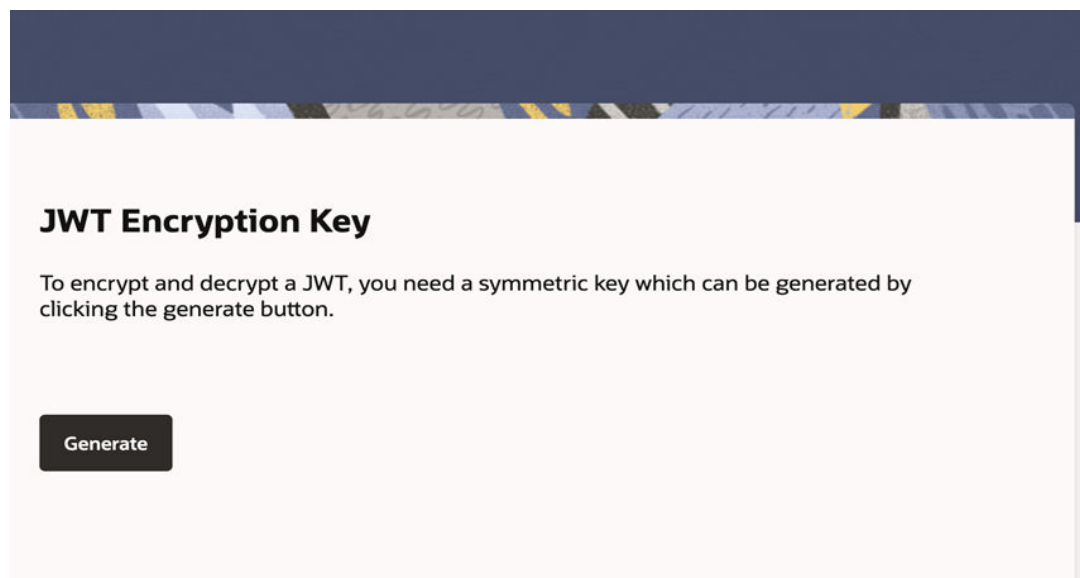 JWT Encryption Key
To encrypt and decrypt a JWT, you need a symmetric key which can be generated by
clicking the generate button.
Generate